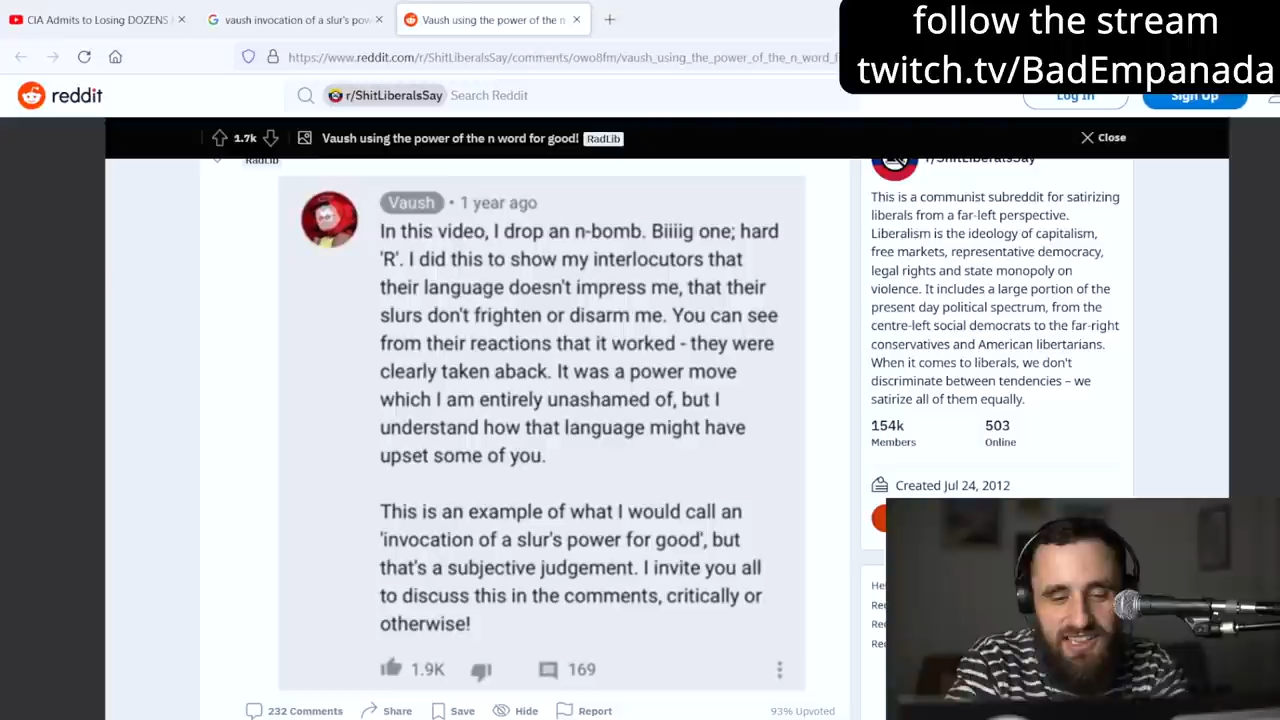 CIA Admits to Losing DOZENS
vaush invocation of a slur's pow
Vaush using the power of the n
follow the stream
twitch.tv/BadEmpanada
https://www.reddit.com/r/ShitLiberalsSay/comments/owo8fm/vaush_using_the_power_of_the_n_word_f
reddit
r/ShitLiberalsSay
Search Reddit
Log In
Sign Up
1.7k
Vaush using the power of the n word for good!
RadLib
Close
RadLib
r/ShitLiberalsSay
Vaush • 1 year ago
In this video, I drop an n-bomb. Biiiig one; hard
'R'. I did this to show my interlocutors that
their language doesn't impress me, that their
slurs don't frighten or disarm me. You can see
from their reactions that it worked - they were
clearly taken aback. It was a power move
which I am entirely unashamed of, but I
understand how that language might have
upset some of you.
This is an example of what I would call an
'invocation of a slur's power for good', but
that's a subjective judgement. I invite you all
to discuss this in the comments, critically or
otherwise!
1.9K
169
232 Comments
Share
Save
Hide
Report
93% Upvoted
This is a communist subreddit for satirizing
liberals from a far-left perspective.
Liberalism is the ideology of capitalism,
free markets, representative democracy,
legal rights and state monopoly on
violence. It includes a large portion of the
present day political spectrum, from the
centre-left social democrats to the far-right
conservatives and American libertarians.
When it comes to liberals, we don't
discriminate between tendencies – we
satirize all of them equally.
154k
503
Members
Online
Created Jul 24, 2012